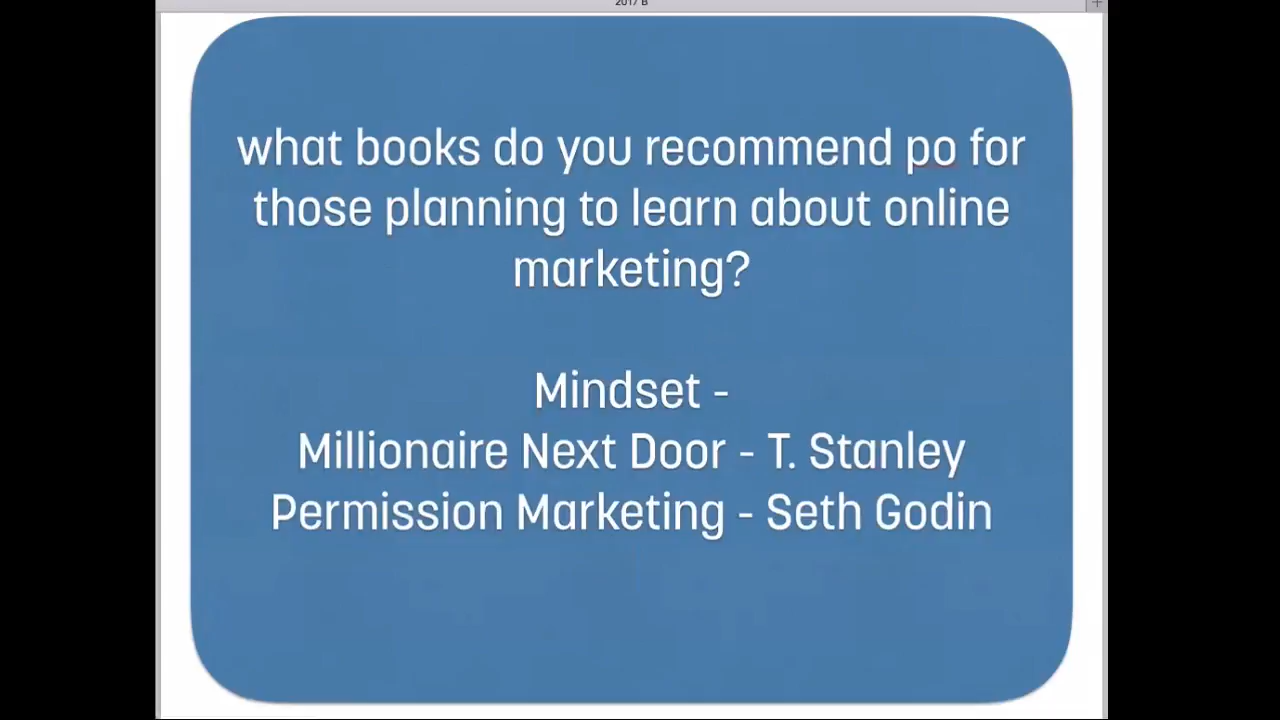 2017 B
what books do you recommend po for
those planning to learn about online
marketing?
Mindset -
Millionaire Next Door - T. Stanley
Permission Marketing - Seth Godin